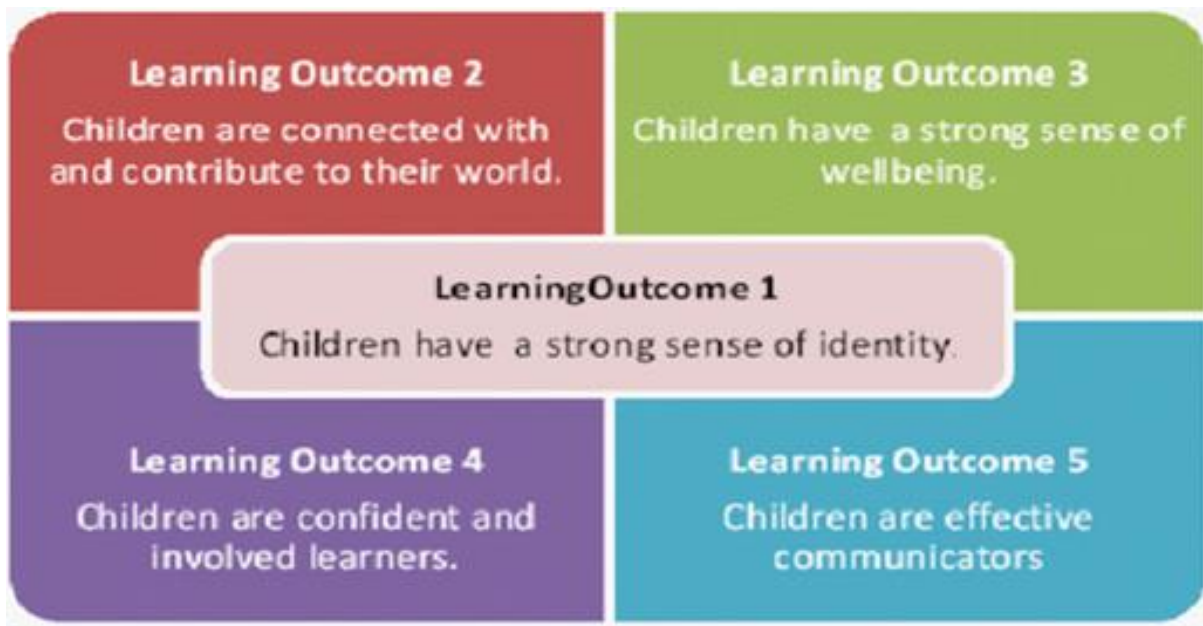 Learning Outcome 2
Children are connected with
and contribute to their world.
Learning Outcome 3
Children have a strong sense of
wellbeing.
LearningOutcome 1
Children have a strong sense of identity.
Learning Outcome 4
Children are confident and
involved learners.
Learning Outcome 5
Children are effective
communicators